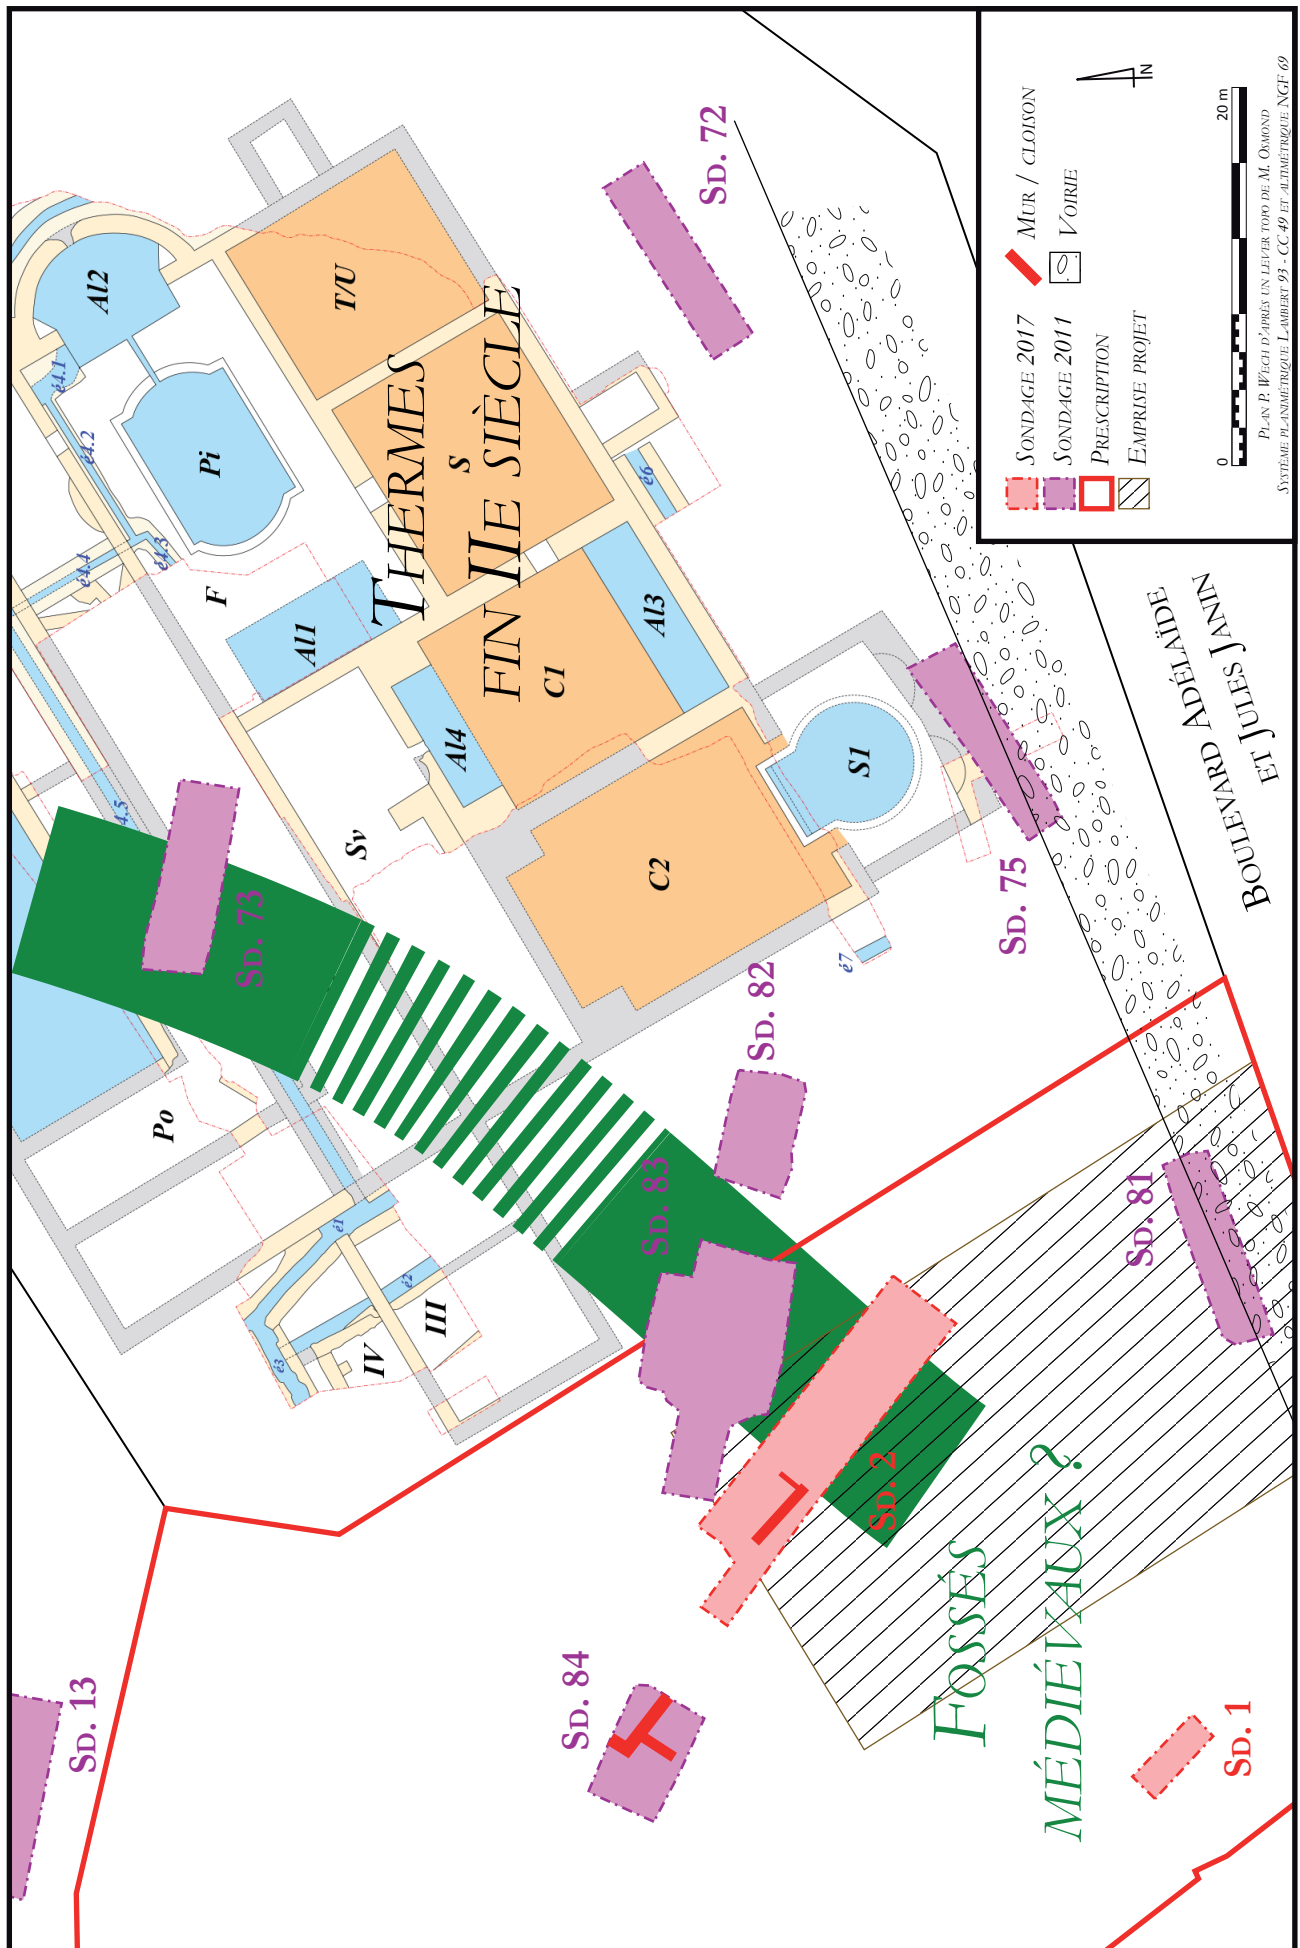 Sd. 13
Sd. 84
Sd. 1
Fossés
médiévaux ?
Sd. 2
Sd. 83
Sd. 82
Sd. 81
Sd. 73
Sd. 75
Sd. 72
Po
é1
é2
é3
III
IV
4.5
Sv
Al4
C2
é7
S1
C1
Al3
Al1
F
Thermes
fin IIe siècle
S
T/U
Pi
Al2
é4.1
é4.2
é4.3
é4.4
é6
Boulevard Adélaïde
et Jules Janin
Sondage 2017
Sondage 2011
Prescription
Emprise projet
Mur / cloison
Voirie
N
0
20 m
Plan P. Wech d'après un lever topo de M. Osmond
Système planimétrique Lambert 93 - CC 49 et altimétrique NGF 69